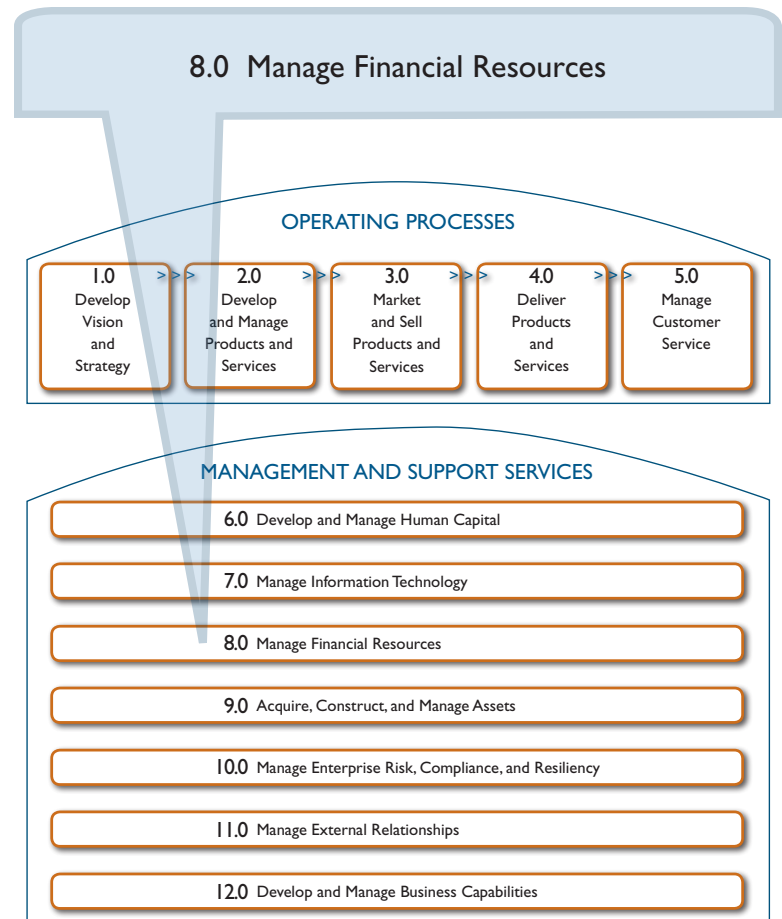 8.0 Manage Financial Resources
OPERATING PROCESSES
1.0 >>> 2.0 >>> 3.0 >>> 4.0 >>> 5.0
Develop
Vision
and
Strategy
Develop
and Manage
Products and
Services
Market
and Sell
Products and
Services
Deliver
Products
and
Services
Manage
Customer
Service
MANAGEMENT AND SUPPORT SERVICES
6.0 Develop and Manage Human Capital
7.0 Manage Information Technology
8.0 Manage Financial Resources
9.0 Acquire, Construct, and Manage Assets
10.0 Manage Enterprise Risk, Compliance, and Resiliency
11.0 Manage External Relationships
12.0 Develop and Manage Business Capabilities